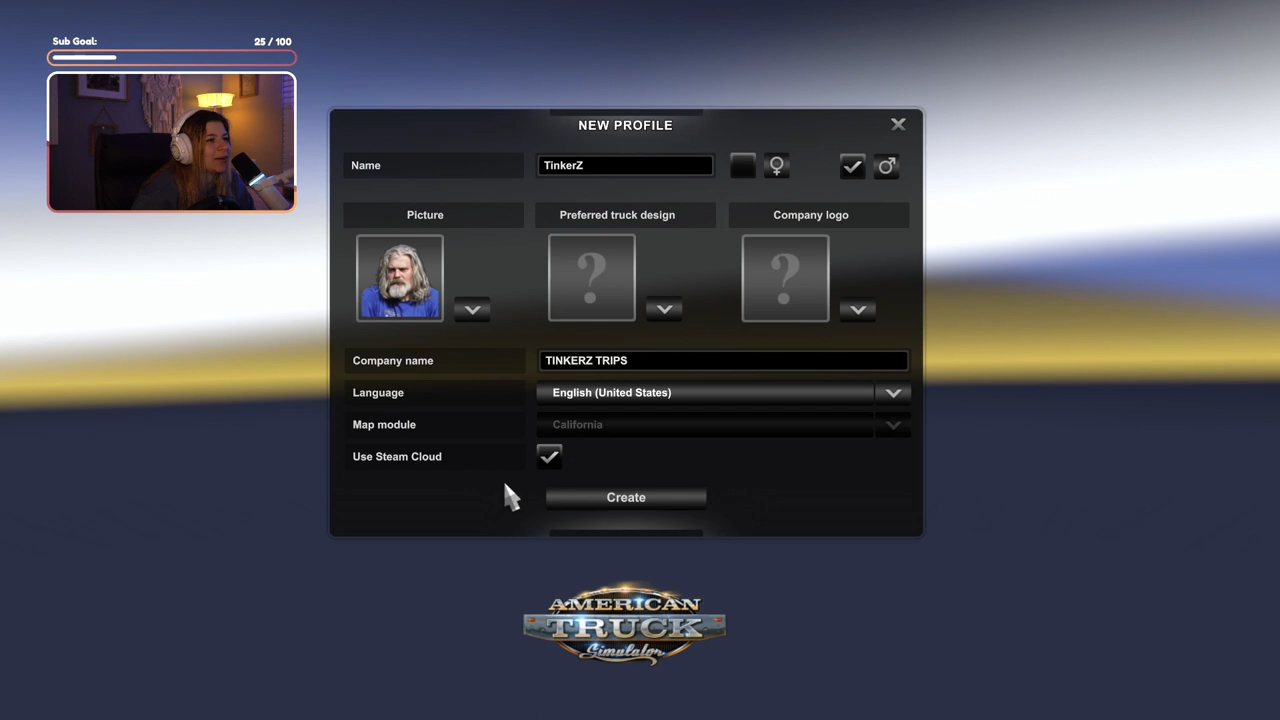 Sub Goal: 25 / 100
NEW PROFILE
Name TinkerZ
Picture Preferred truck design Company logo
? ?
Company name TINKERZ TRIPS
Language English (United States)
Map module California
Use Steam Cloud
Create
AMERICAN
TRUCK
Simulator